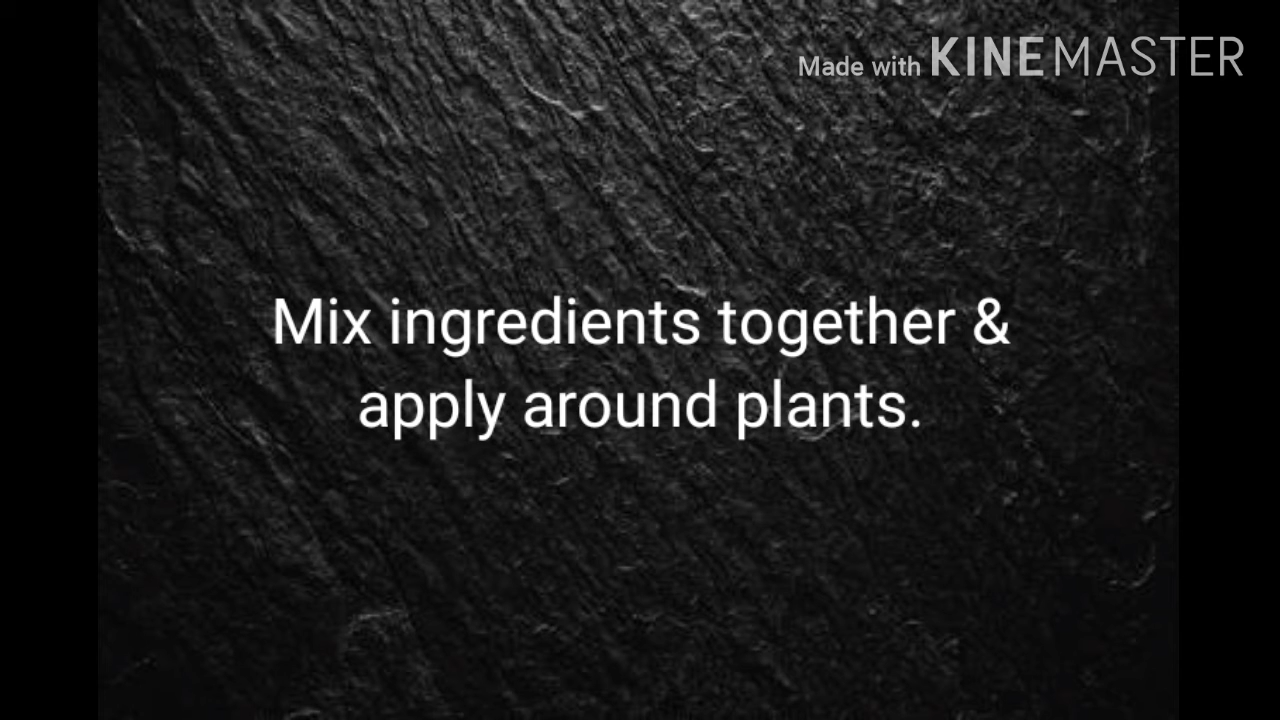 Made with KINEMASTER
Mix ingredients together &
apply around plants.